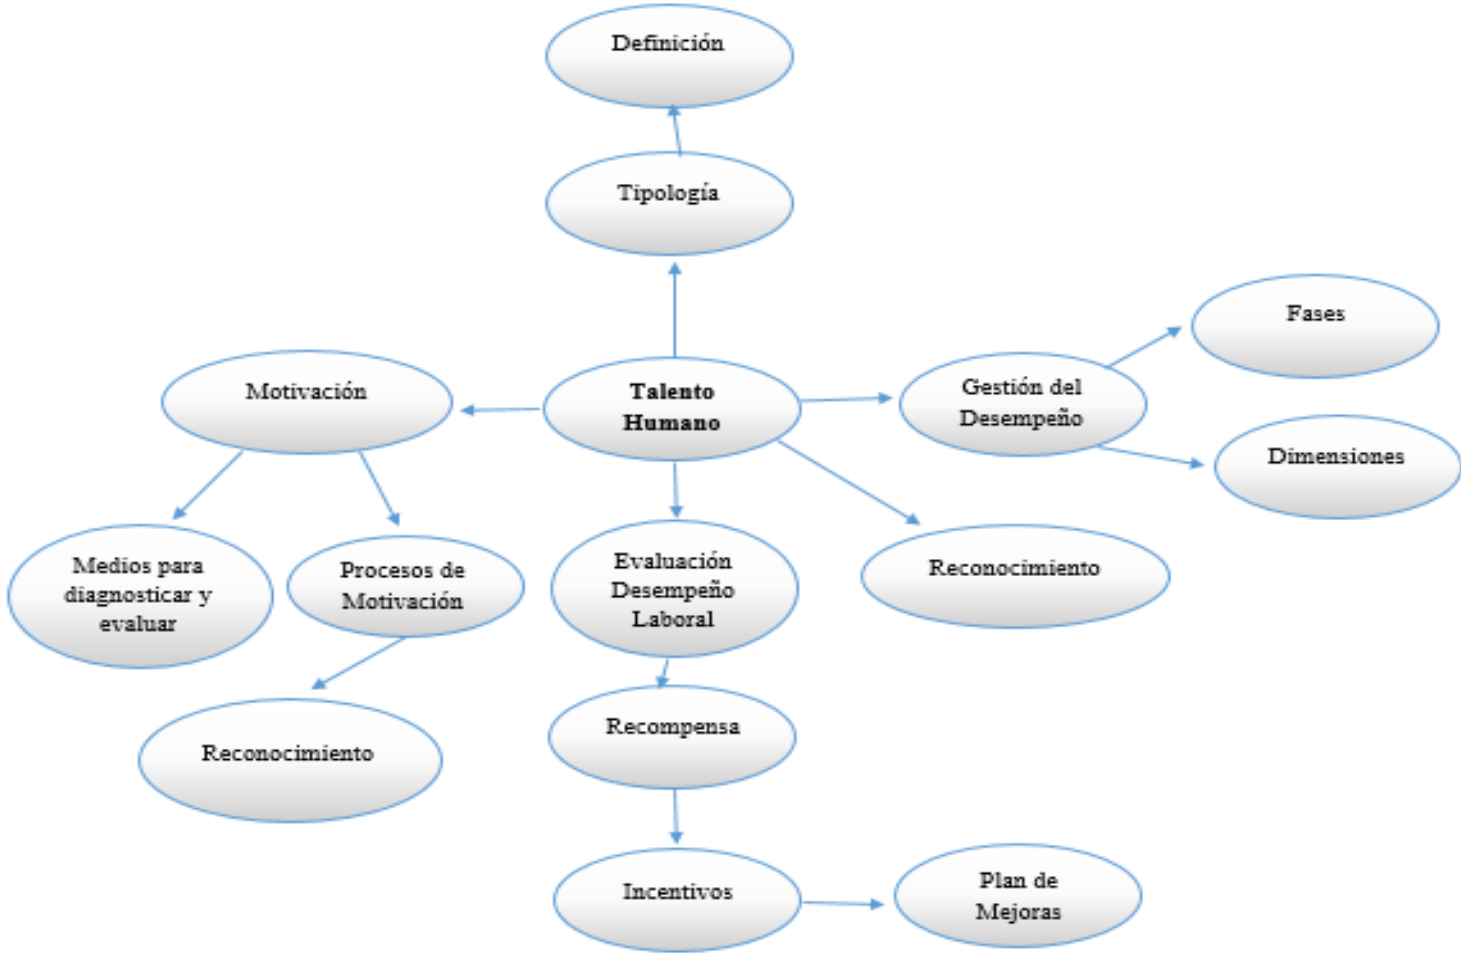 Definición
Tipología
Fases
Motivación
Talento
Humano
Gestión del
Desempeño
Dimensiones
Medios para
diagnosticar y
evaluar
Procesos de
Motivación
Evaluación
Desempeño
Laboral
Reconocimiento
Reconocimiento
Recompensa
Incentivos
Plan de
Mejoras